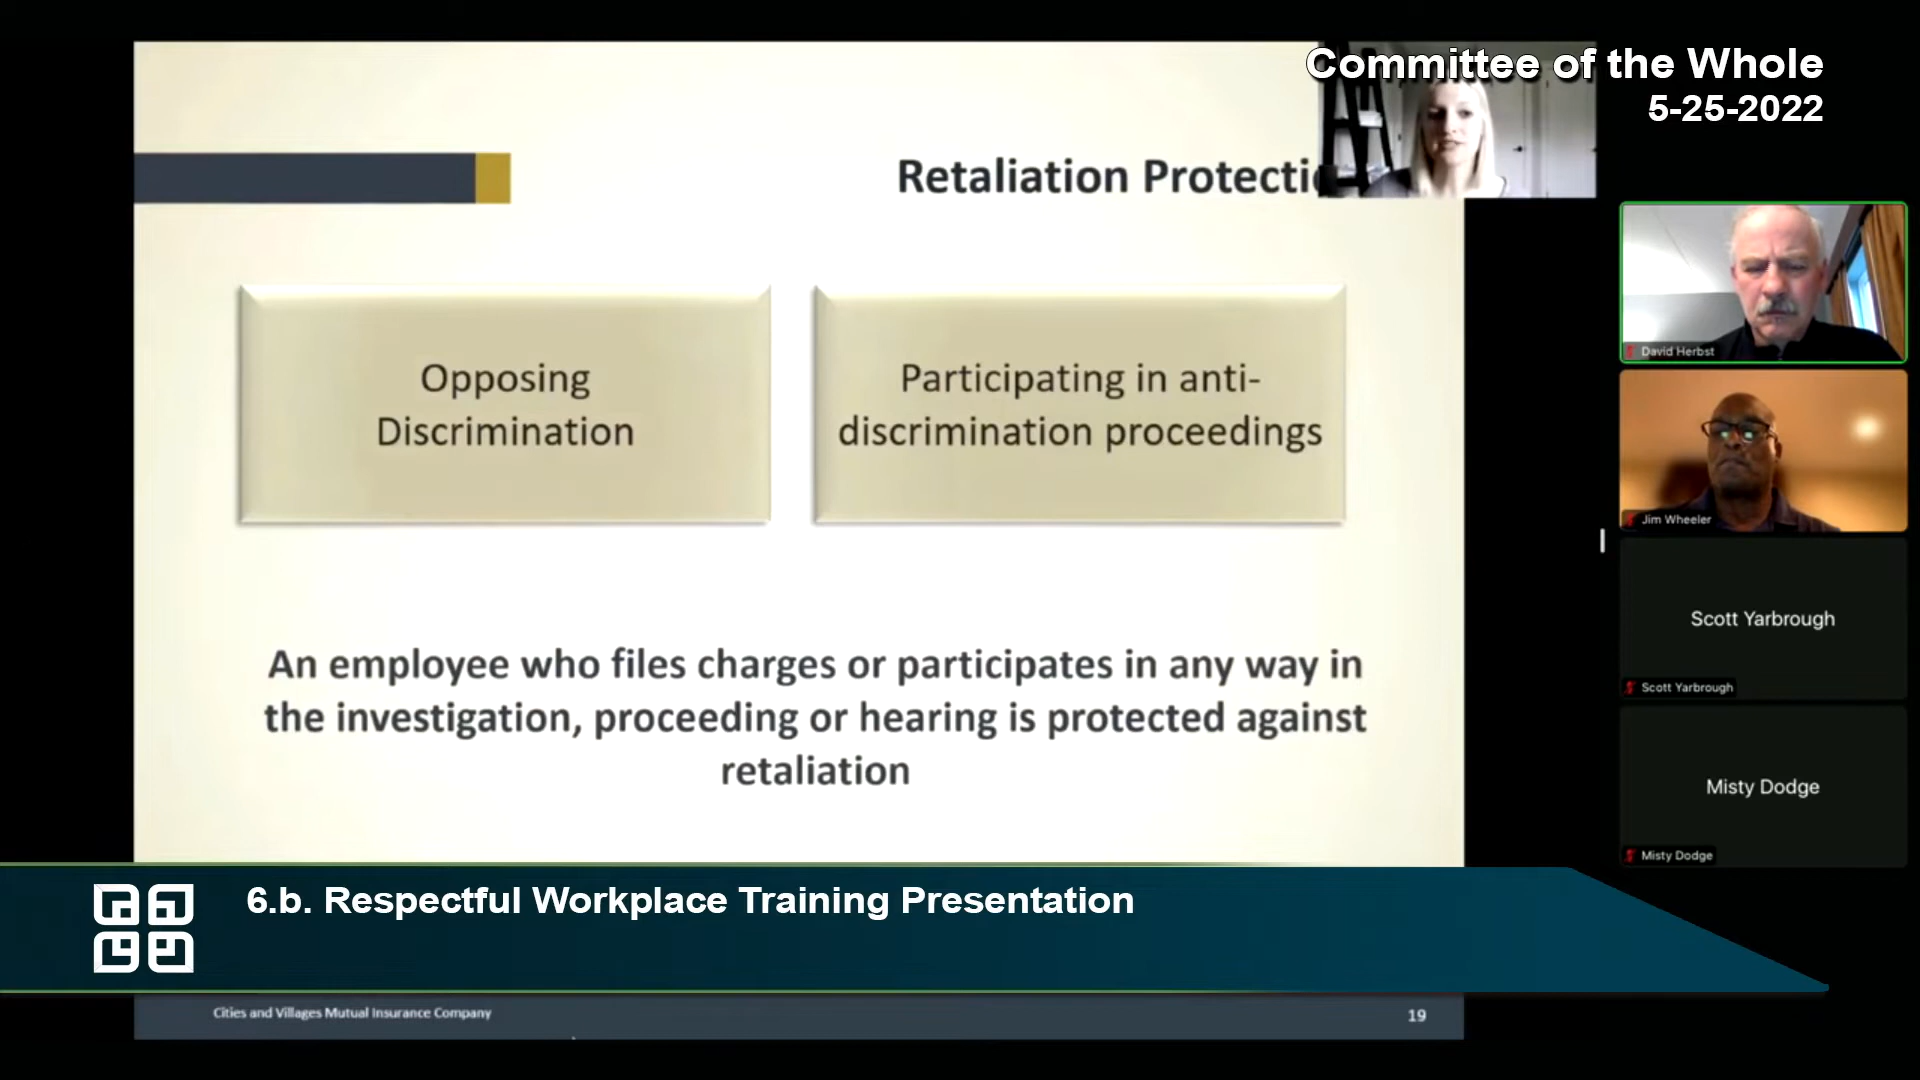 Committee of the Whole
5-25-2022
Retaliation Protecti
Opposing
Discrimination
Participating in anti-
discrimination proceedings
An employee who files charges or participates in any way in
the investigation, proceeding or hearing is protected against
retaliation
David Herbst
Jim Wheeler
Scott Yarbrough
Scott Yarbrough
Misty Dodge
Misty Dodge
6.b. Respectful Workplace Training Presentation
Cities and Villages Mutual Insurance Company
19